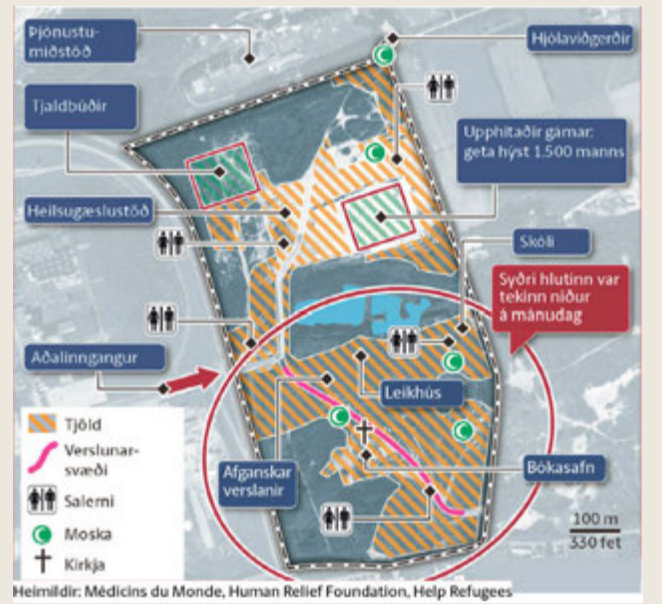 Þjónustu-
miðstöð
Hjólaviðgerðir
Tjaldbúðir
Upphitaðir gámar:
geta hýst 1.500 manns
Heilsugæslustöð
Skóli
Syðri hlutinn var
tekinn niður
á mánudag
Aðalinngangur
Leikhús
Tjöld
Verslunar-
svæði
Salerni
Moska
Kirkja
Afganskar
verslanir
Bókasafn
100 m
330 fet
Heimildir: Médicins du Monde, Human Relief Foundation, Help Refugees